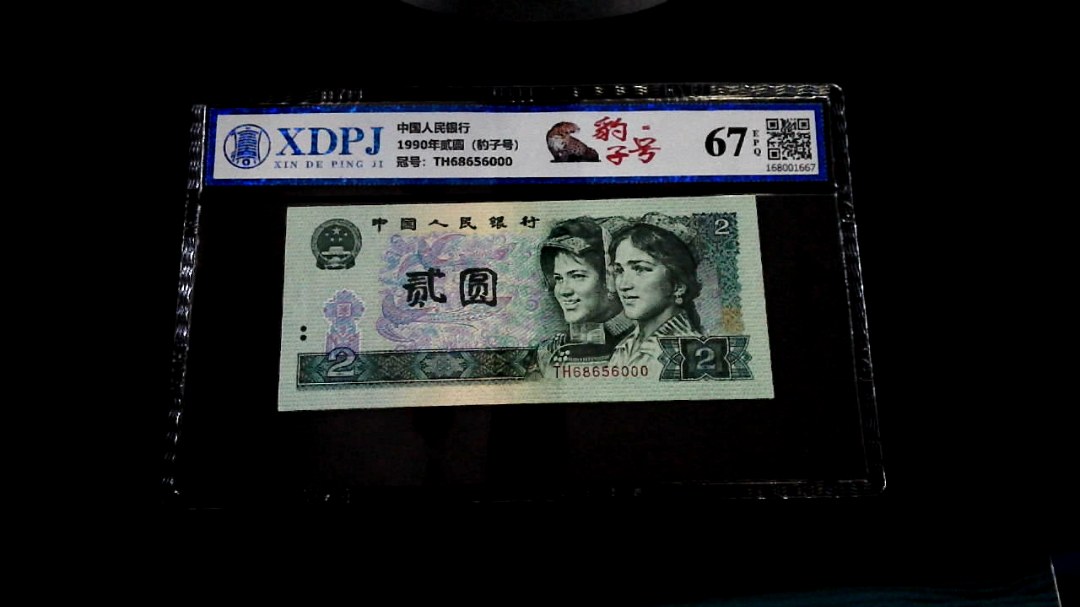 XDPJ
XIN DE PING JI
中国人民银行
1990年贰圆（豹子号）
冠号：TH68656000
豹子号
67
EPQ
168001667
中国人民银行
2
贰圆
2
TH68656000
2